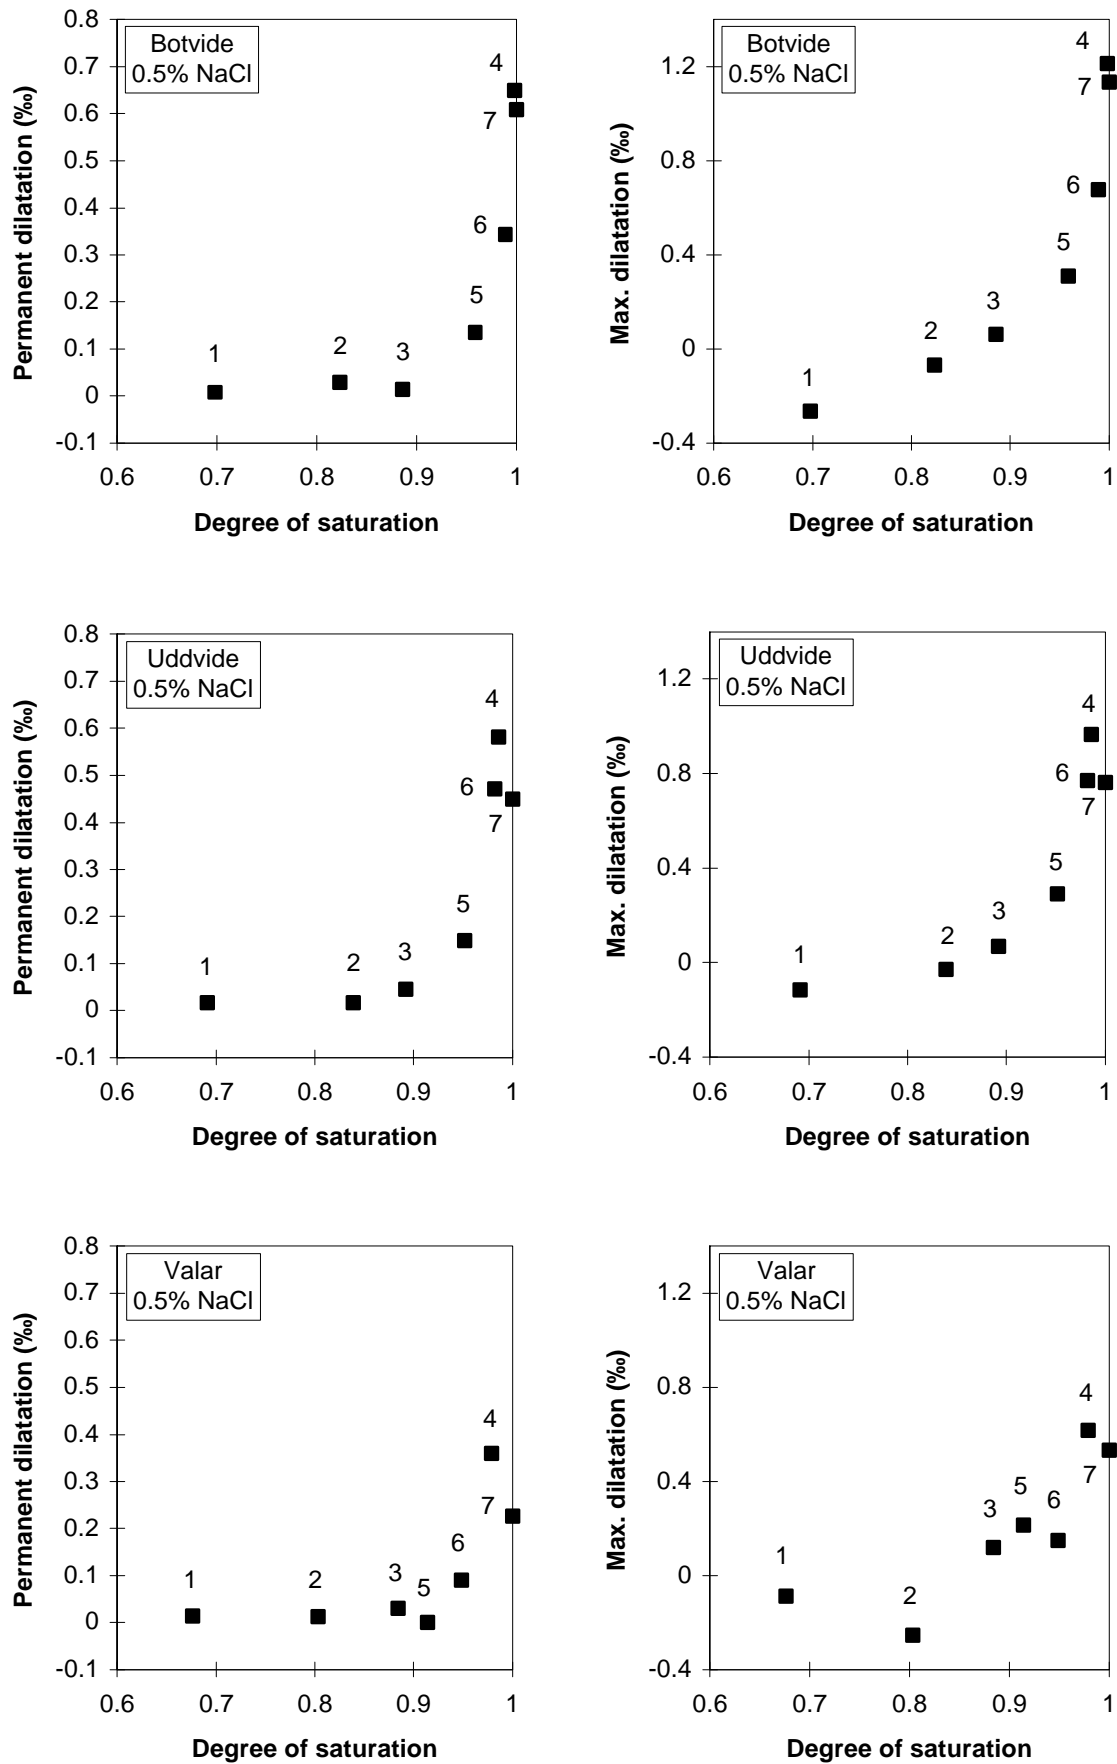 Botvide
0.5% NaCl
Permanent dilatation (‰)
0.8
0.7
0.6
0.5
0.4
0.3
0.2
0.1
0
-0.1
1
2
3
5
6
4
7
0.6 0.7 0.8 0.9 1
Degree of saturation
Botvide
0.5% NaCl
Max. dilatation (‰)
1.2
0.8
0.4
0
-0.4
1
2
3
5
6
4
7
0.6 0.7 0.8 0.9 1
Degree of saturation
Uddvide
0.5% NaCl
Permanent dilatation (‰)
0.8
0.7
0.6
0.5
0.4
0.3
0.2
0.1
0
-0.1
1
2
3
5
4
6
7
0.6 0.7 0.8 0.9 1
Degree of saturation
Uddvide
0.5% NaCl
Max. dilatation (‰)
1.2
0.8
0.4
0
-0.4
1
2
3
5
4
6
7
0.6 0.7 0.8 0.9 1
Degree of saturation
Valar
0.5% NaCl
Permanent dilatation (‰)
0.8
0.7
0.6
0.5
0.4
0.3
0.2
0.1
0
-0.1
1
2
3
5
6
4
7
0.6 0.7 0.8 0.9 1
Degree of saturation
Valar
0.5% NaCl
Max. dilatation (‰)
1.2
0.8
0.4
0
-0.4
1
2
3
5
6
4
7
0.6 0.7 0.8 0.9 1
Degree of saturation